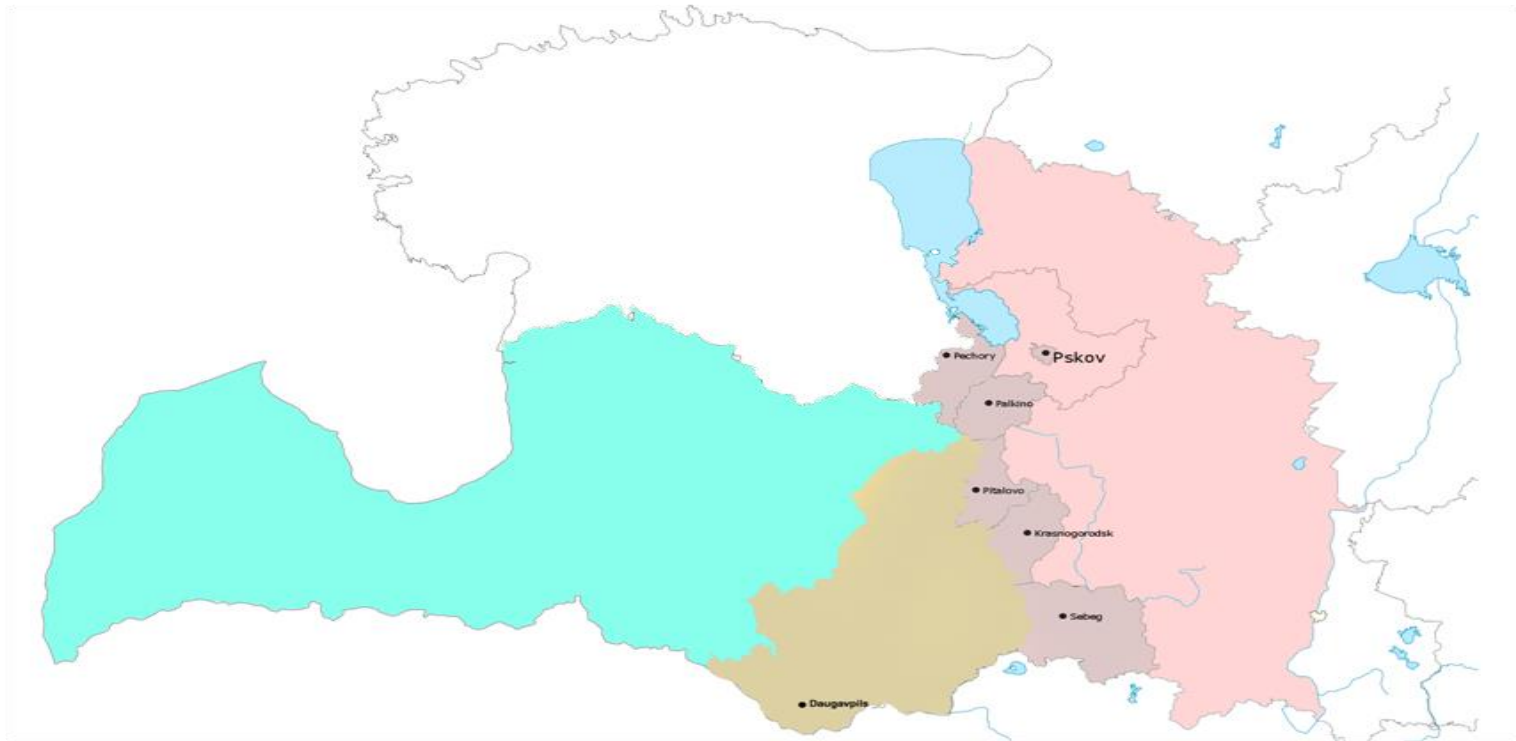 Pskov
Pechory
Palkino
Pitalovo
Krasnogorodsk
Sebeg
Daugavpils